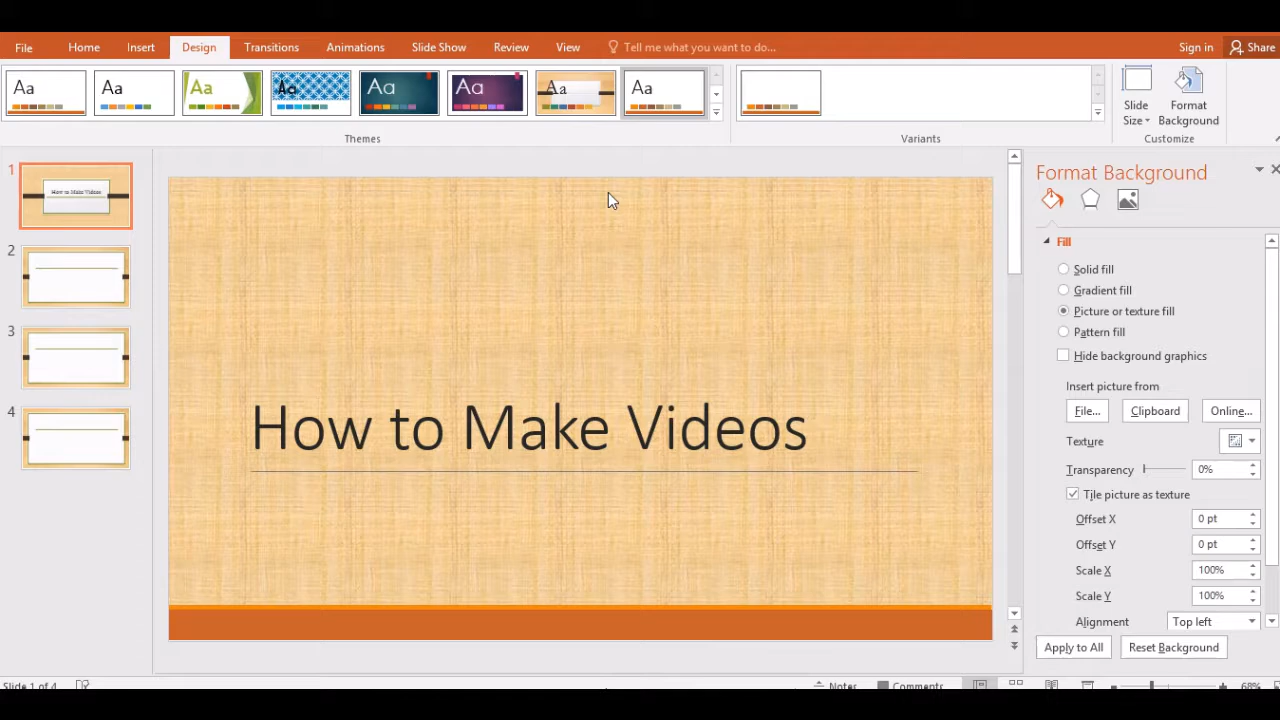 File Home Insert Design Transitions Animations Slide Show Review View Tell me what you want to do... Sign in Share
Aa Aa Aa Aa Aa Aa Aa Aa
Slide Size Format Background
Themes Variants Customize
1 How to Make Videos
2
3
4
How to Make Videos
Format Background
Fill
Solid fill
Gradient fill
Picture or texture fill
Pattern fill
Hide background graphics
Insert picture from
File... Clipboard Online...
Texture
Transparency 0%
Tile picture as texture
Offset X 0 pt
Offset Y 0 pt
Scale X 100%
Scale Y 100%
Alignment Top left
Apply to All Reset Background
Slide 1 of 4 Notes Comments 68%